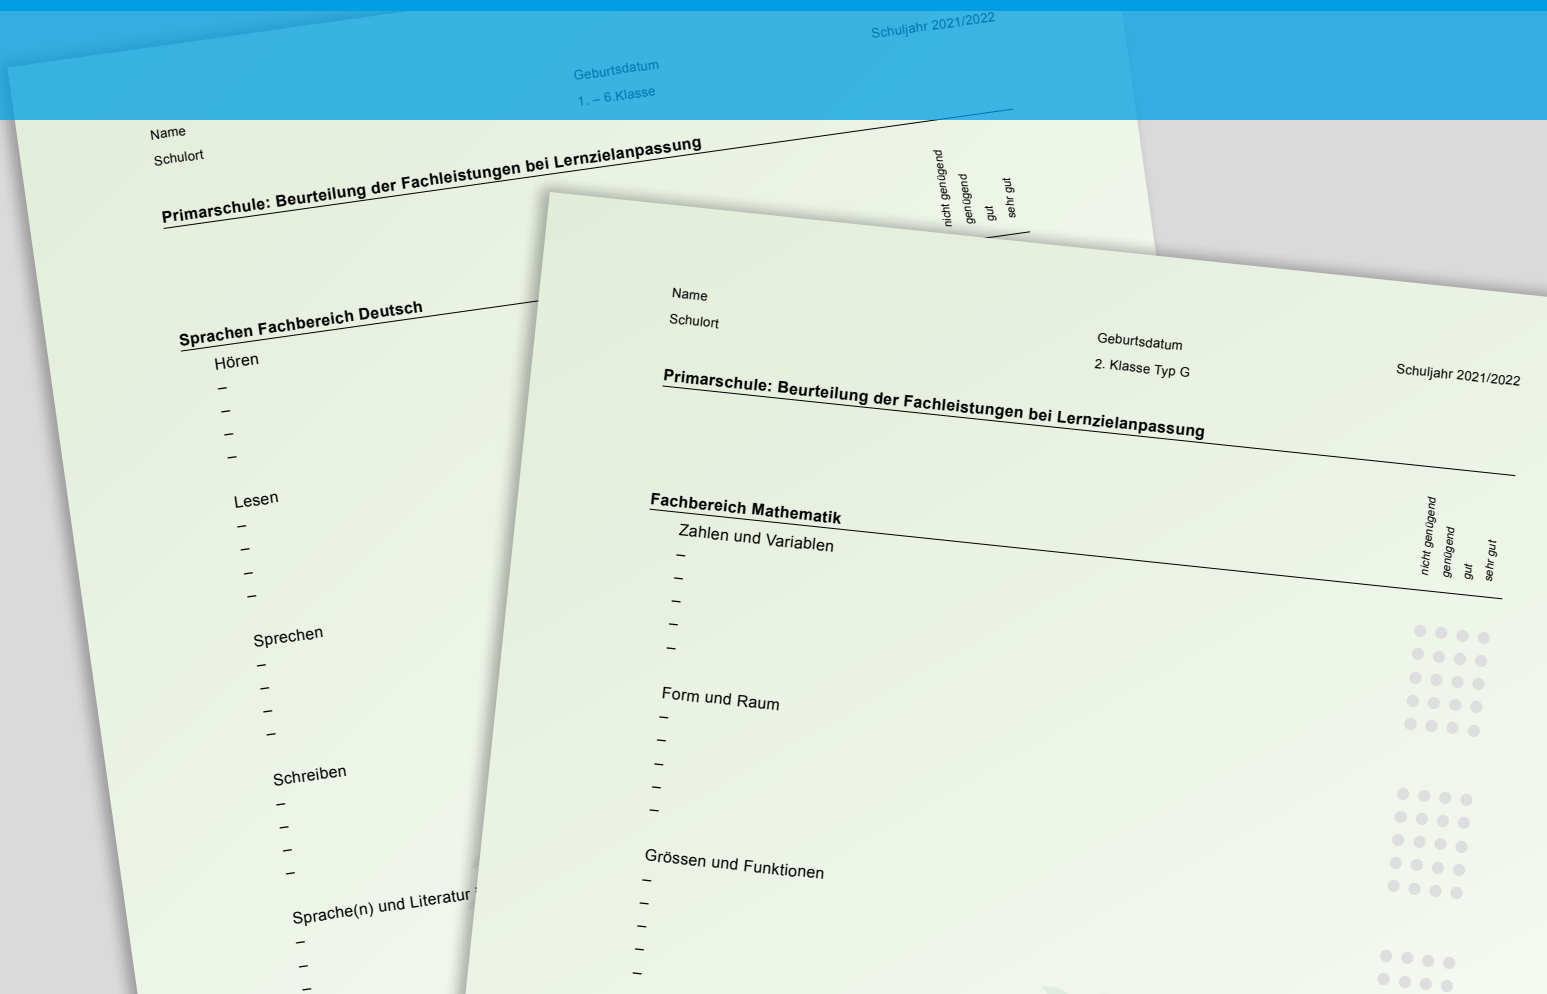 Schuljahr 2021/2022
Geburtsdatum
1. – 6.Klasse
Name
Schulort
Primarschule: Beurteilung der Fachleistungen bei Lernzielanpassung
nicht genügend
genügend
gut
sehr gut
Sprachen Fachbereich Deutsch
Hören
–
–
–
–
Lesen
–
–
–
–
Sprechen
–
–
–
–
Schreiben
–
–
–
–
Sprache(n) und Literatur
–
–
–
Name
Schulort
Geburtsdatum
2. Klasse Typ G
Schuljahr 2021/2022
Primarschule: Beurteilung der Fachleistungen bei Lernzielanpassung
nicht genügend
genügend
gut
sehr gut
Fachbereich Mathematik
Zahlen und Variablen
–
–
–
–
–
Form und Raum
–
–
–
–
–
Grössen und Funktionen
–
–
–
–
–